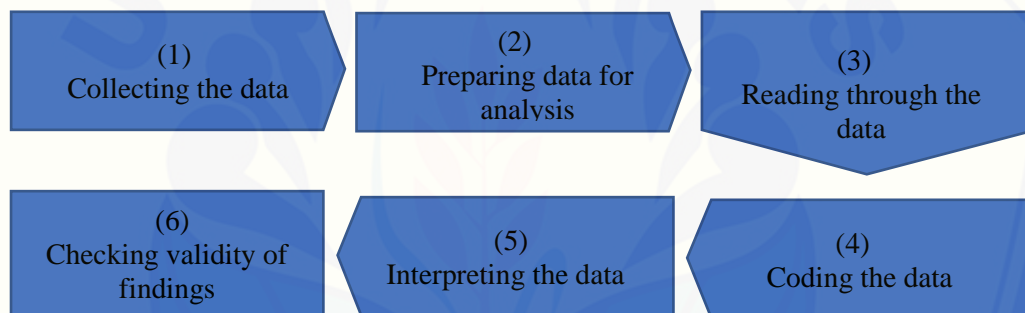 (1)
Collecting the data
(2)
Preparing data for
analysis
(3)
Reading through the
data
(4)
Coding the data
(5)
Interpreting the data
(6)
Checking validity of
findings